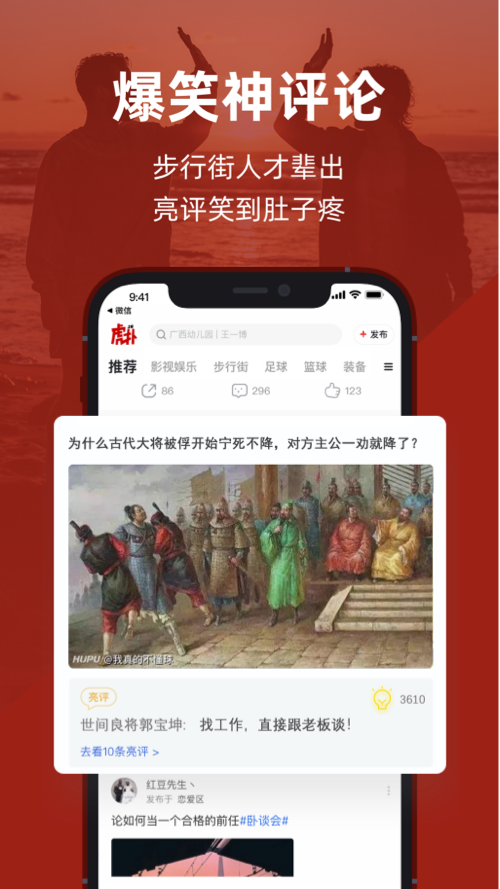 爆笑神评论
步行街人才辈出
亮评笑到肚子疼
9:41
微信
虎扑
广西幼儿园 | 王一博
+ 发布
推荐 影视娱乐 步行街 足球 篮球 装备
86 296 123
为什么古代大将被俘开始宁死不降，对方主公一劝就降了？
HUPU @我真的不懂球
亮评
3610
世间良将郭宝坤： 找工作，直接跟老板谈！
去看10条亮评 >
红豆先生丶
发布于 恋爱区
论如何当一个合格的前任#卧谈会#